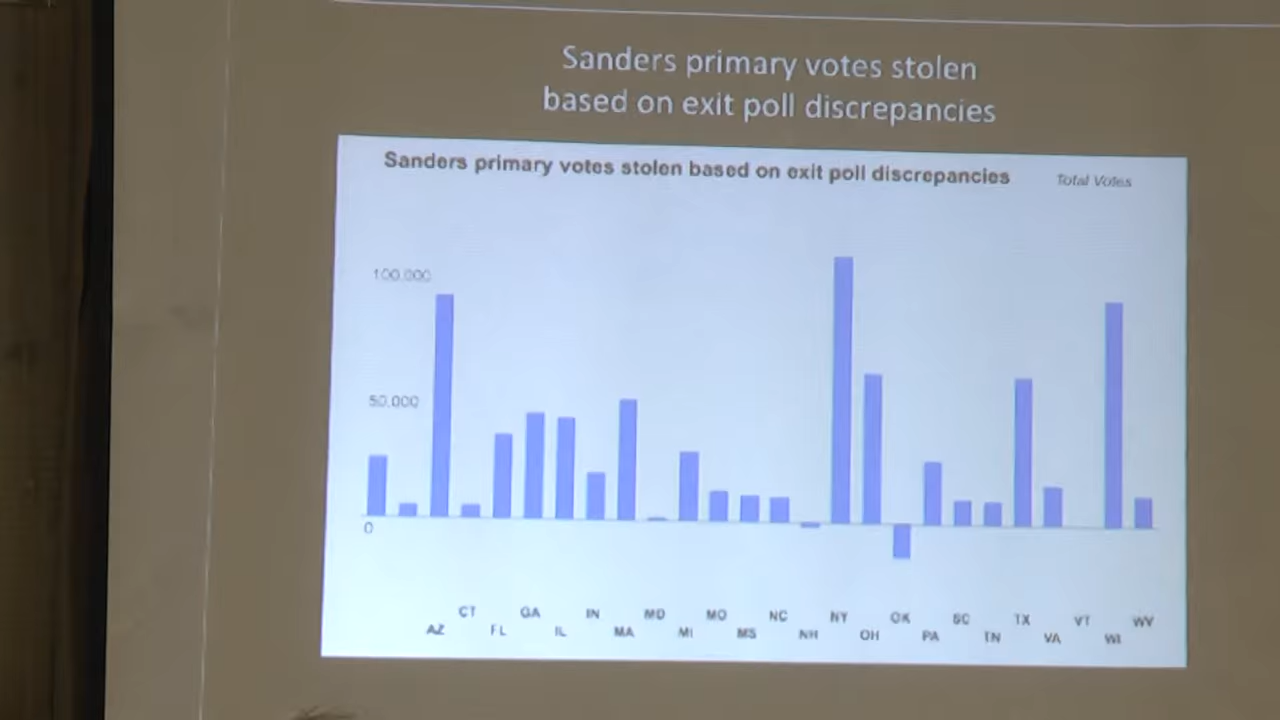 Sanders primary votes stolen
based on exit poll discrepancies
Sanders primary votes stolen based on exit poll discrepancies
Total Votes
100.000
50.000
0
CT GA IN MD MO NC NY OK SC TX VT WV
AZ FL IL MA MI MS NH OH PA TN VA WI